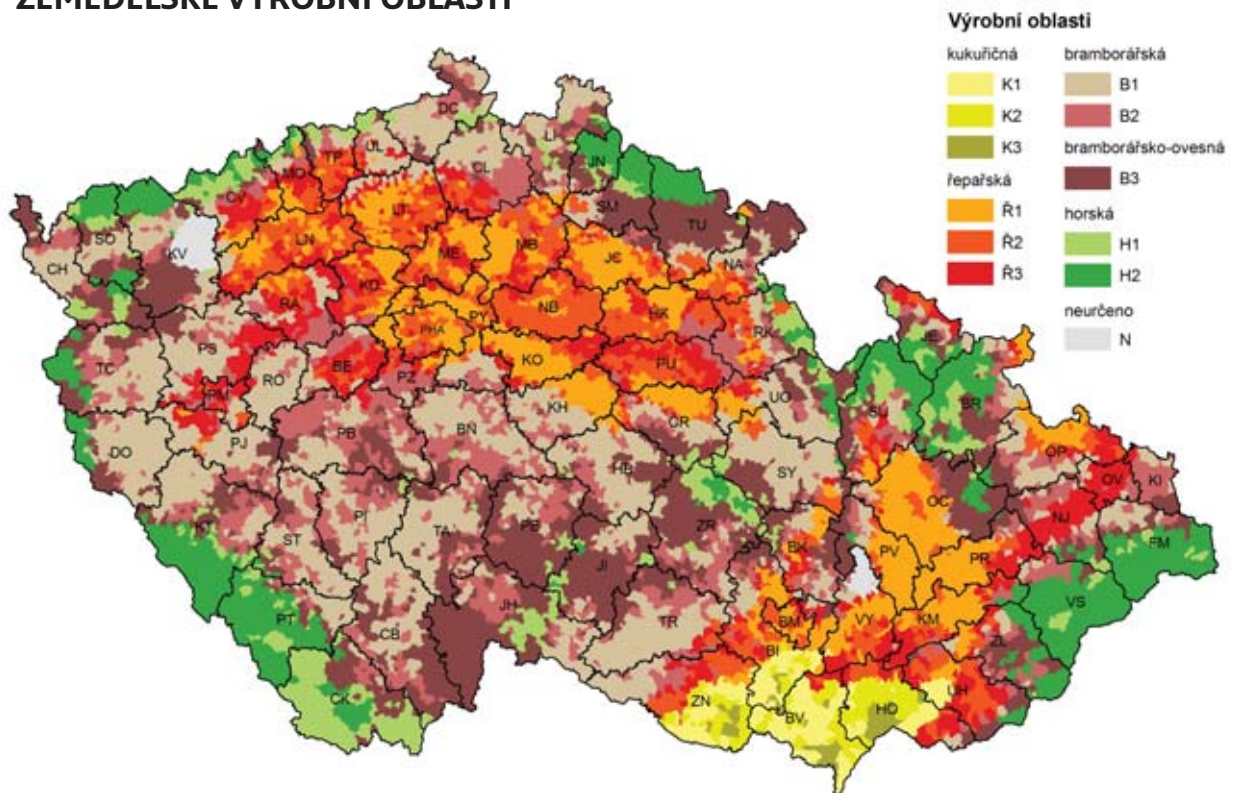 ZEMĚDĚLSKÉ VÝROBNÍ OBLASTI
Výrobní oblasti
kukuřičná
K1
K2
K3
řepařská
Ř1
Ř2
Ř3
bramborářská
B1
B2
bramborářsko-ovesná
B3
horská
H1
H2
neurčeno
N
DC
LI
UL
TP
CL
JN
MO
CV
SM
TU
LT
SO
LN
ME
MB
JC
KV
NA
CH
KD
RA
NB
HK
PHA
PY
RK
JE
PS
KO
PU
TC
BE
RO
PZ
PM
KH
UO
SU
BR
PJ
PB
BN
CR
DO
OP
HB
SY
OV
KI
OC
KT
PI
NJ
ST
TA
PE
ZR
BK
PV
PR
FM
JI
JH
VS
PT
TR
BM
VY
KM
CB
BI
ZL
CK
ZN
UH
BV
HO